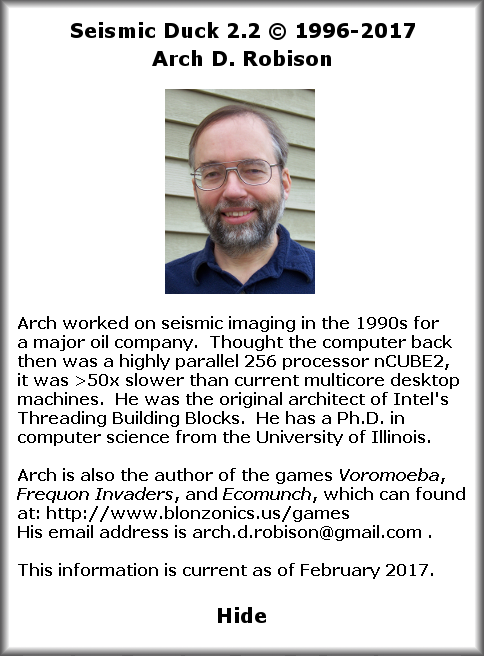 Seismic Duck 2.2 © 1996-2017
Arch D. Robison
Arch worked on seismic imaging in the 1990s for
a major oil company.  Thought the computer back
then was a highly parallel 256 processor nCUBE2,
it was >50x slower than current multicore desktop
machines.  He was the original architect of Intel's
Threading Building Blocks.  He has a Ph.D. in
computer science from the University of Illinois.
Arch is also the author of the games Voromoeba,
Frequon Invaders, and Ecomunch, which can found
at: http://www.blonzonics.us/games
His email address is arch.d.robison@gmail.com .
This information is current as of February 2017.
Hide